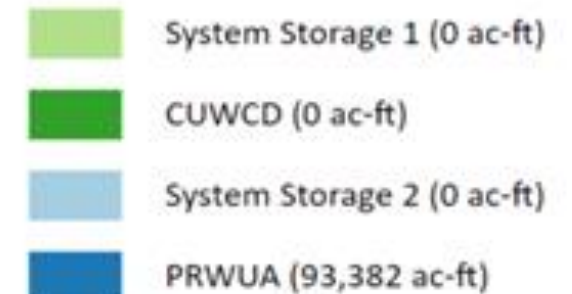 System Storage 1 (0 ac-ft)
CUWCD (0 ac-ft)
System Storage 2 (0 ac-ft)
PRWUA (93,382 ac-ft)